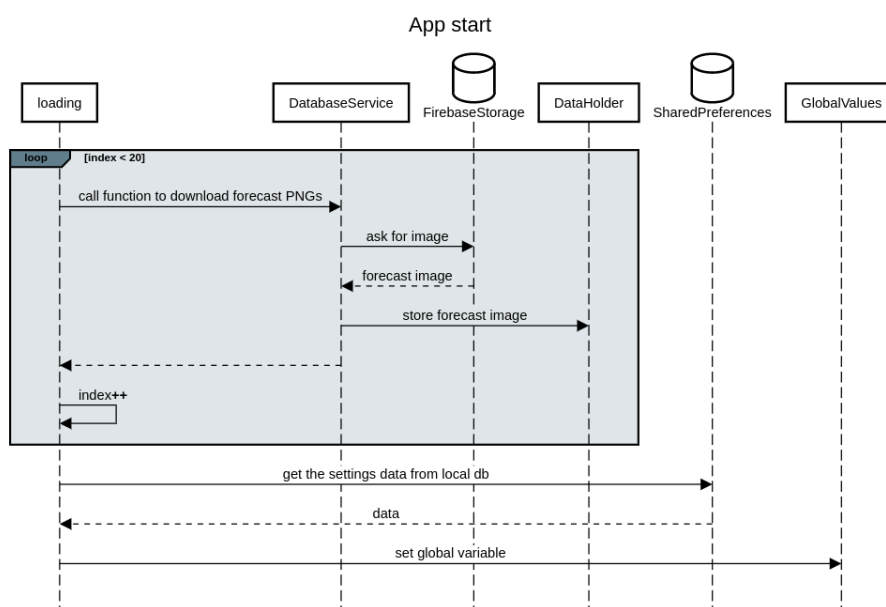 App start
loading
DatabaseService
FirebaseStorage
DataHolder
SharedPreferences
GlobalValues
loop
[index < 20]
call function to download forecast PNGs
ask for image
forecast image
store forecast image
index++
get the settings data from local db
data
set global variable